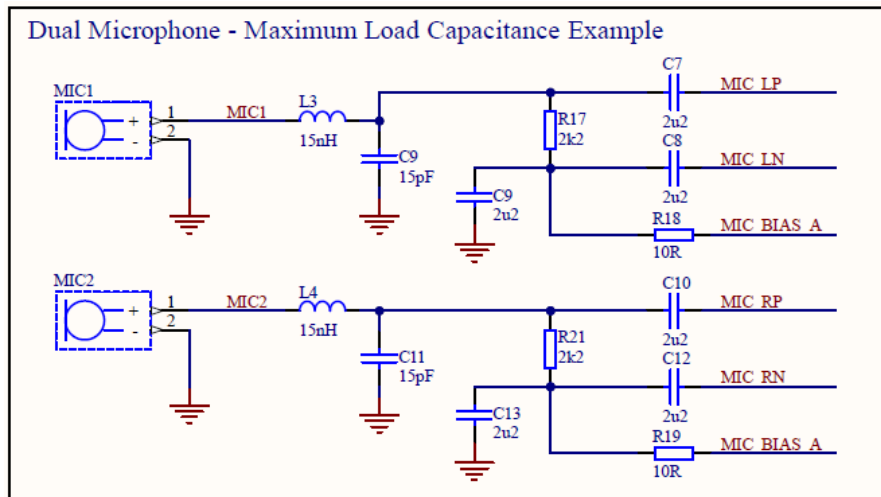 Dual Microphone - Maximum Load Capacitance Example
C7
MIC1
MIC LP
1
MIC1
L3
+
2
R17
2u2
-
15nH
2k2
C8
C9
MIC LN
15pF
C9
2u2
2u2
R18
MIC BIAS A
10R
MIC2
C10
1
MIC2
L4
MIC RP
+
2
R21
2u2
-
15nH
2k2
C12
C11
MIC RN
15pF
C13
2u2
2u2
R19
MIC BIAS A
10R